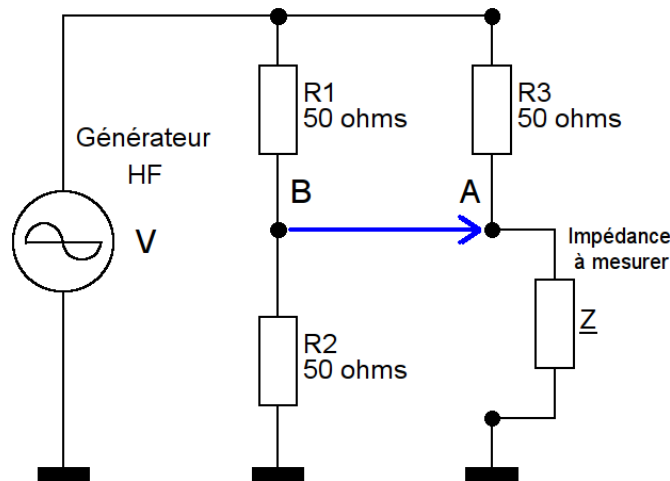 R1
50 ohms
R3
50 ohms
Générateur
HF
V
B
A
Impédance
à mesurer
Z
R2
50 ohms